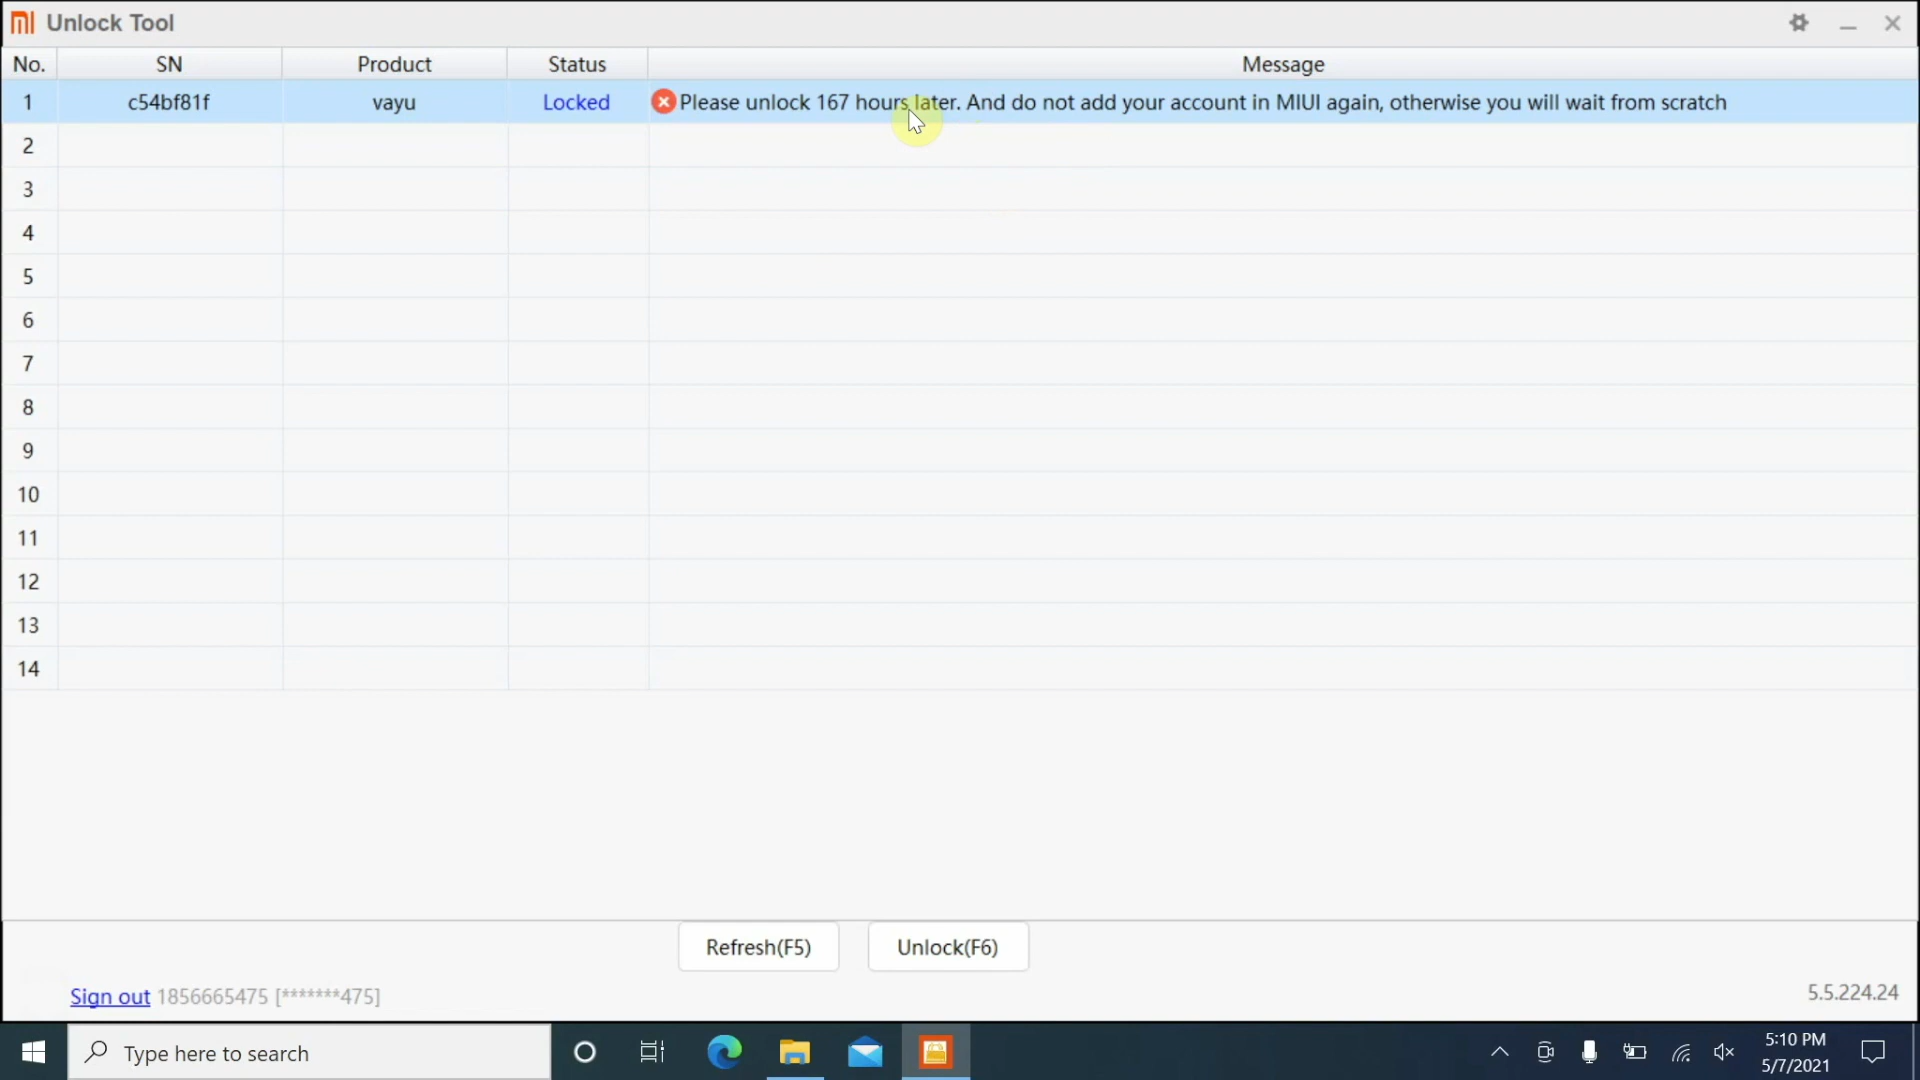 Unlock Tool
No. SN Product Status Message
1 c54bf81f vayu Locked Please unlock 167 hours later. And do not add your account in MIUI again, otherwise you will wait from scratch
2
3
4
5
6
7
8
9
10
11
12
13
14
Refresh(F5) Unlock(F6)
Sign out 1856665475 [*******475]
5.5.224.24
Type here to search
5:10 PM
5/7/2021